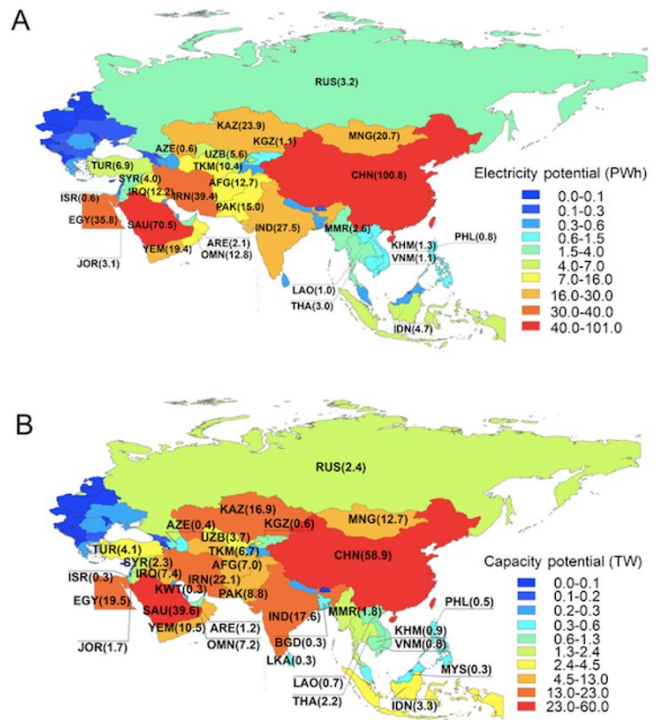 A
RUS(3.2)
KAZ(23.9)
MNG(20.7)
KGZ(1.1)
AZE(0.6)
UZB(5.6)
TUR(6.9)
TKM(10.4)
CHN(100.8)
SYR(4.0)
AFG(12.7)
ISR(0.6)
IRQ(12.2)
IRN(39.4)
PAK(15.0)
EGY(35.8)
SAU(70.5)
IND(27.5)
MMR(2.6)
YEM(19.4)
ARE(2.1)
OMN(12.8)
KHM(1.3)
PHL(0.8)
VNM(1.1)
JOR(3.1)
LAO(1.0)
THA(3.0)
IDN(4.7)
Electricity potential (PWh)
0.0-0.1
0.1-0.3
0.3-0.6
0.6-1.5
1.5-4.0
4.0-7.0
7.0-16.0
16.0-30.0
30.0-40.0
40.0-101.0
B
RUS(2.4)
KAZ(16.9)
MNG(12.7)
AZE(0.4)
KGZ(0.6)
UZB(3.7)
TUR(4.1)
TKM(6.7)
CHN(58.9)
SYR(2.3)
AFG(7.0)
ISR(0.3)
IRQ(7.4)
IRN(22.1)
KWT(0.3)
PAK(8.8)
EGY(19.5)
SAU(39.6)
IND(17.6)
MMR(1.8)
PHL(0.5)
YEM(10.5)
ARE(1.2)
KHM(0.9)
JOR(1.7)
OMN(7.2)
BGD(0.3)
VNM(0.8)
LKA(0.3)
MYS(0.3)
LAO(0.7)
THA(2.2)
IDN(3.3)
Capacity potential (TW)
0.0-0.1
0.1-0.2
0.2-0.3
0.3-0.6
0.6-1.3
1.3-2.4
2.4-4.5
4.5-13.0
13.0-23.0
23.0-60.0